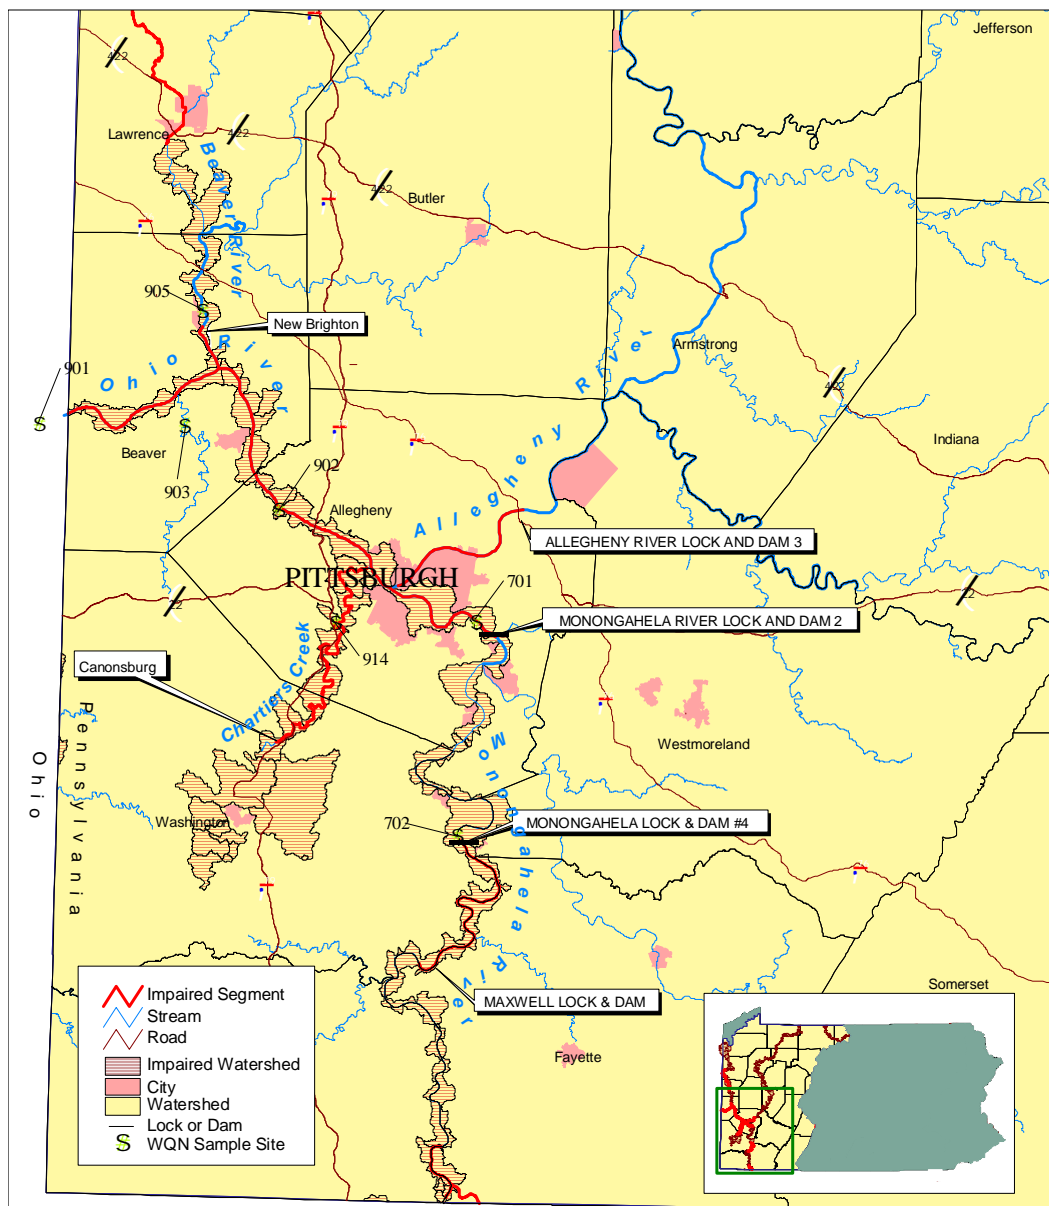 Jefferson
422
Lawrence
422
Beaver River
422
Butler
905
New Brighton
Ohio River
Armstrong
901
Allegheny River
422
Beaver
Indiana
902
903
Allegheny
ALLEGHENY RIVER LOCK AND DAM 3
PITTSBURGH
701
22
22
MONONGAHELA RIVER LOCK AND DAM 2
914
Canonsburg
Chartiers Creek
Pennsylvania
Ohio
Westmoreland
Monongahela River
Washington
702
MONONGAHELA LOCK & DAM #4
MAXWELL LOCK & DAM
Somerset
Fayette
Impaired Segment
Stream
Road
Impaired Watershed
City
Watershed
Lock or Dam
WQN Sample Site